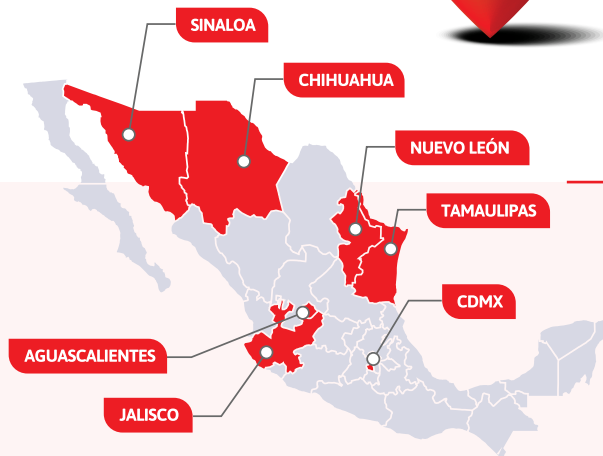 SINALOA
CHIHUAHUA
NUEVO LEÓN
TAMAULIPAS
CDMX
AGUASCALIENTES
JALISCO